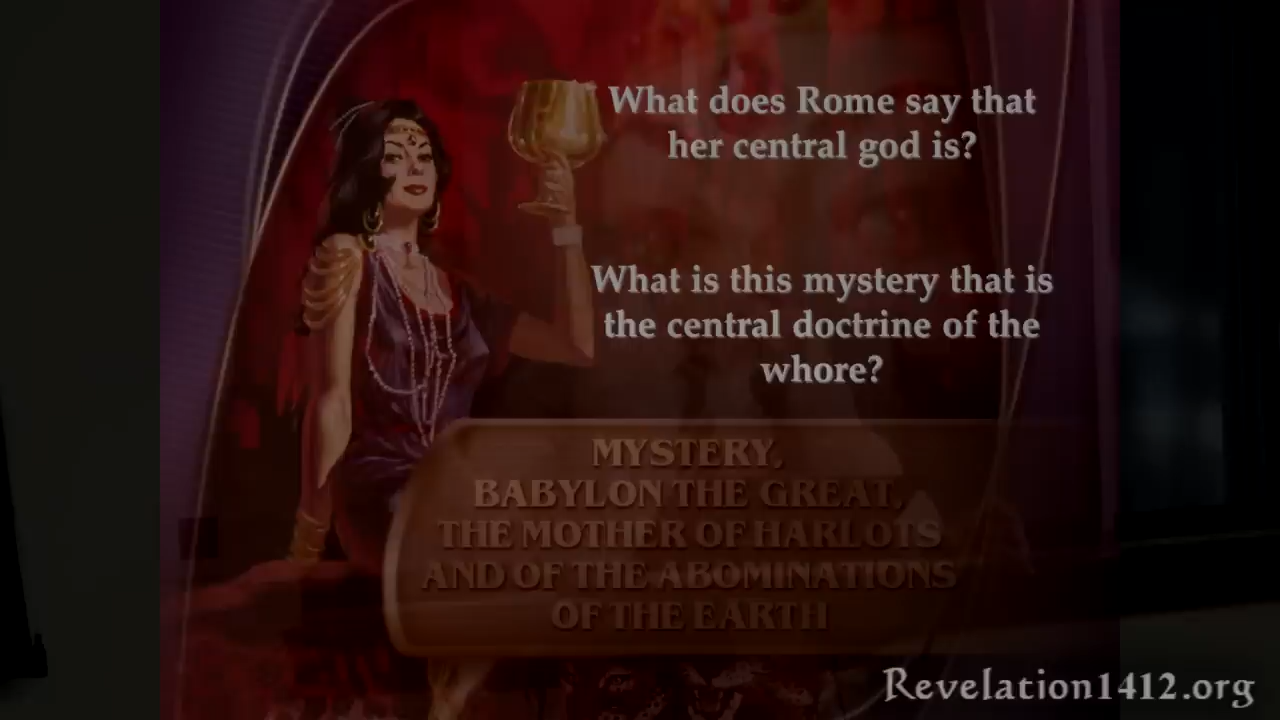 What does Rome say that
her central god is?
What is this mystery that is
the central doctrine of the
whore?
MYSTERY,
BABYLON THE GREAT,
THE MOTHER OF HARLOTS
AND OF THE ABOMINATIONS
OF THE EARTH
Revelation1412.org